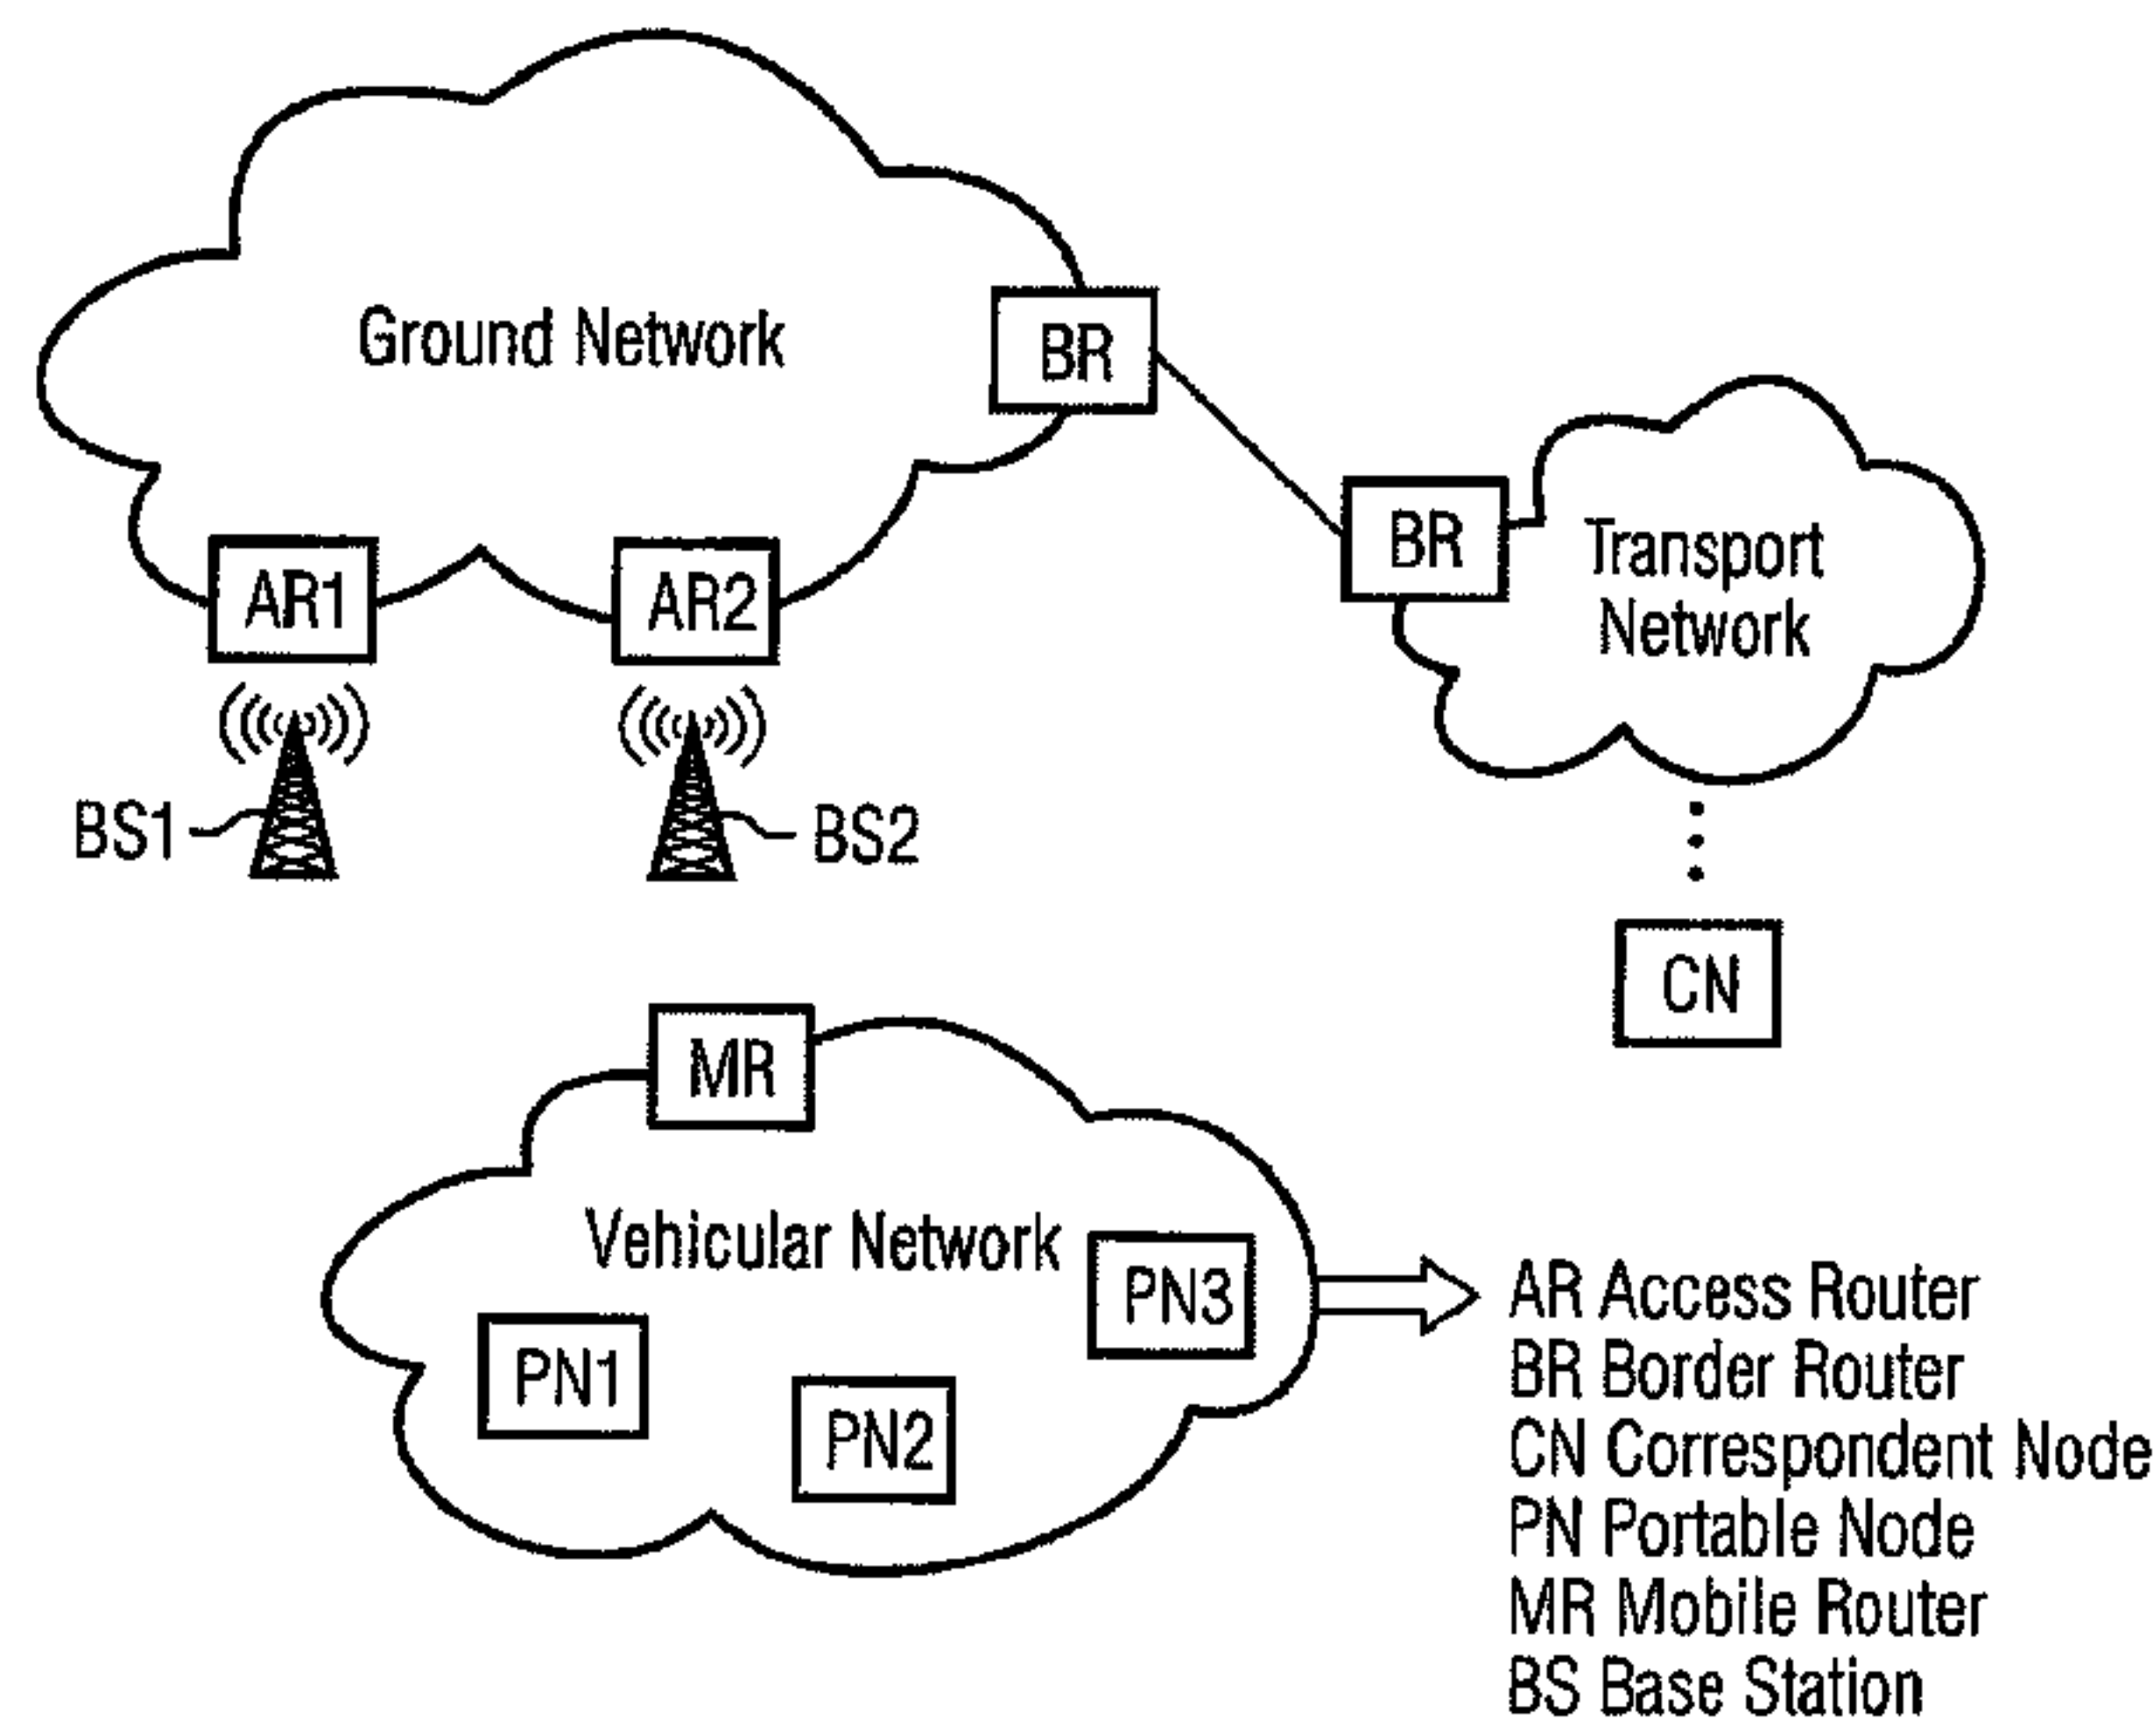 Ground Network
BR
BR
Transport
Network
AR1
AR2
BS1
BS2
CN
MR
Vehicular Network
PN3
PN1
PN2
AR Access Router
BR Border Router
CN Correspondent Node
PN Portable Node
MR Mobile Router
BS Base Station